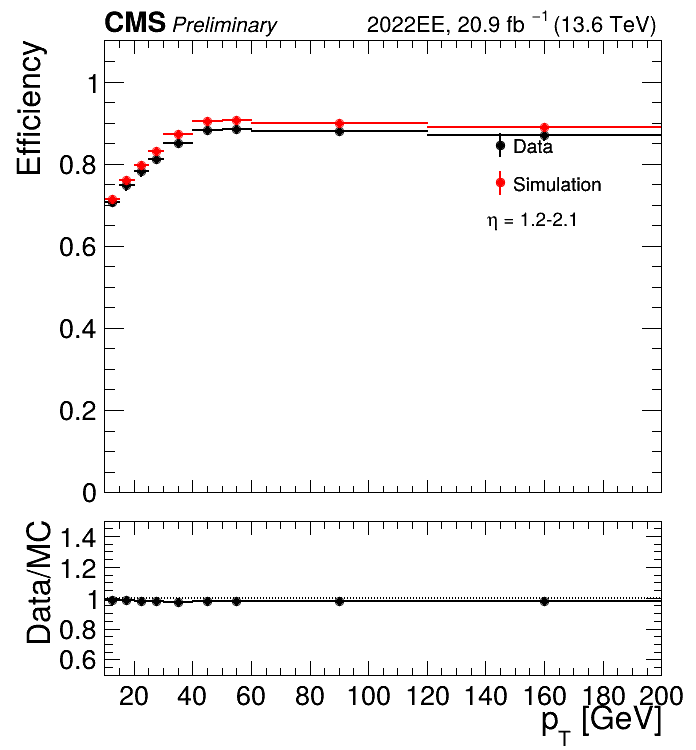 CMS Preliminary 2022EE, 20.9 fb⁻¹ (13.6 TeV)
Efficiency
1
0.8
0.6
0.4
0.2
0
Data
Simulation
η = 1.2-2.1
Data/MC
1.4
1.2
1
0.8
0.6
20 40 60 80 100 120 140 160 180 200
p_T [GeV]